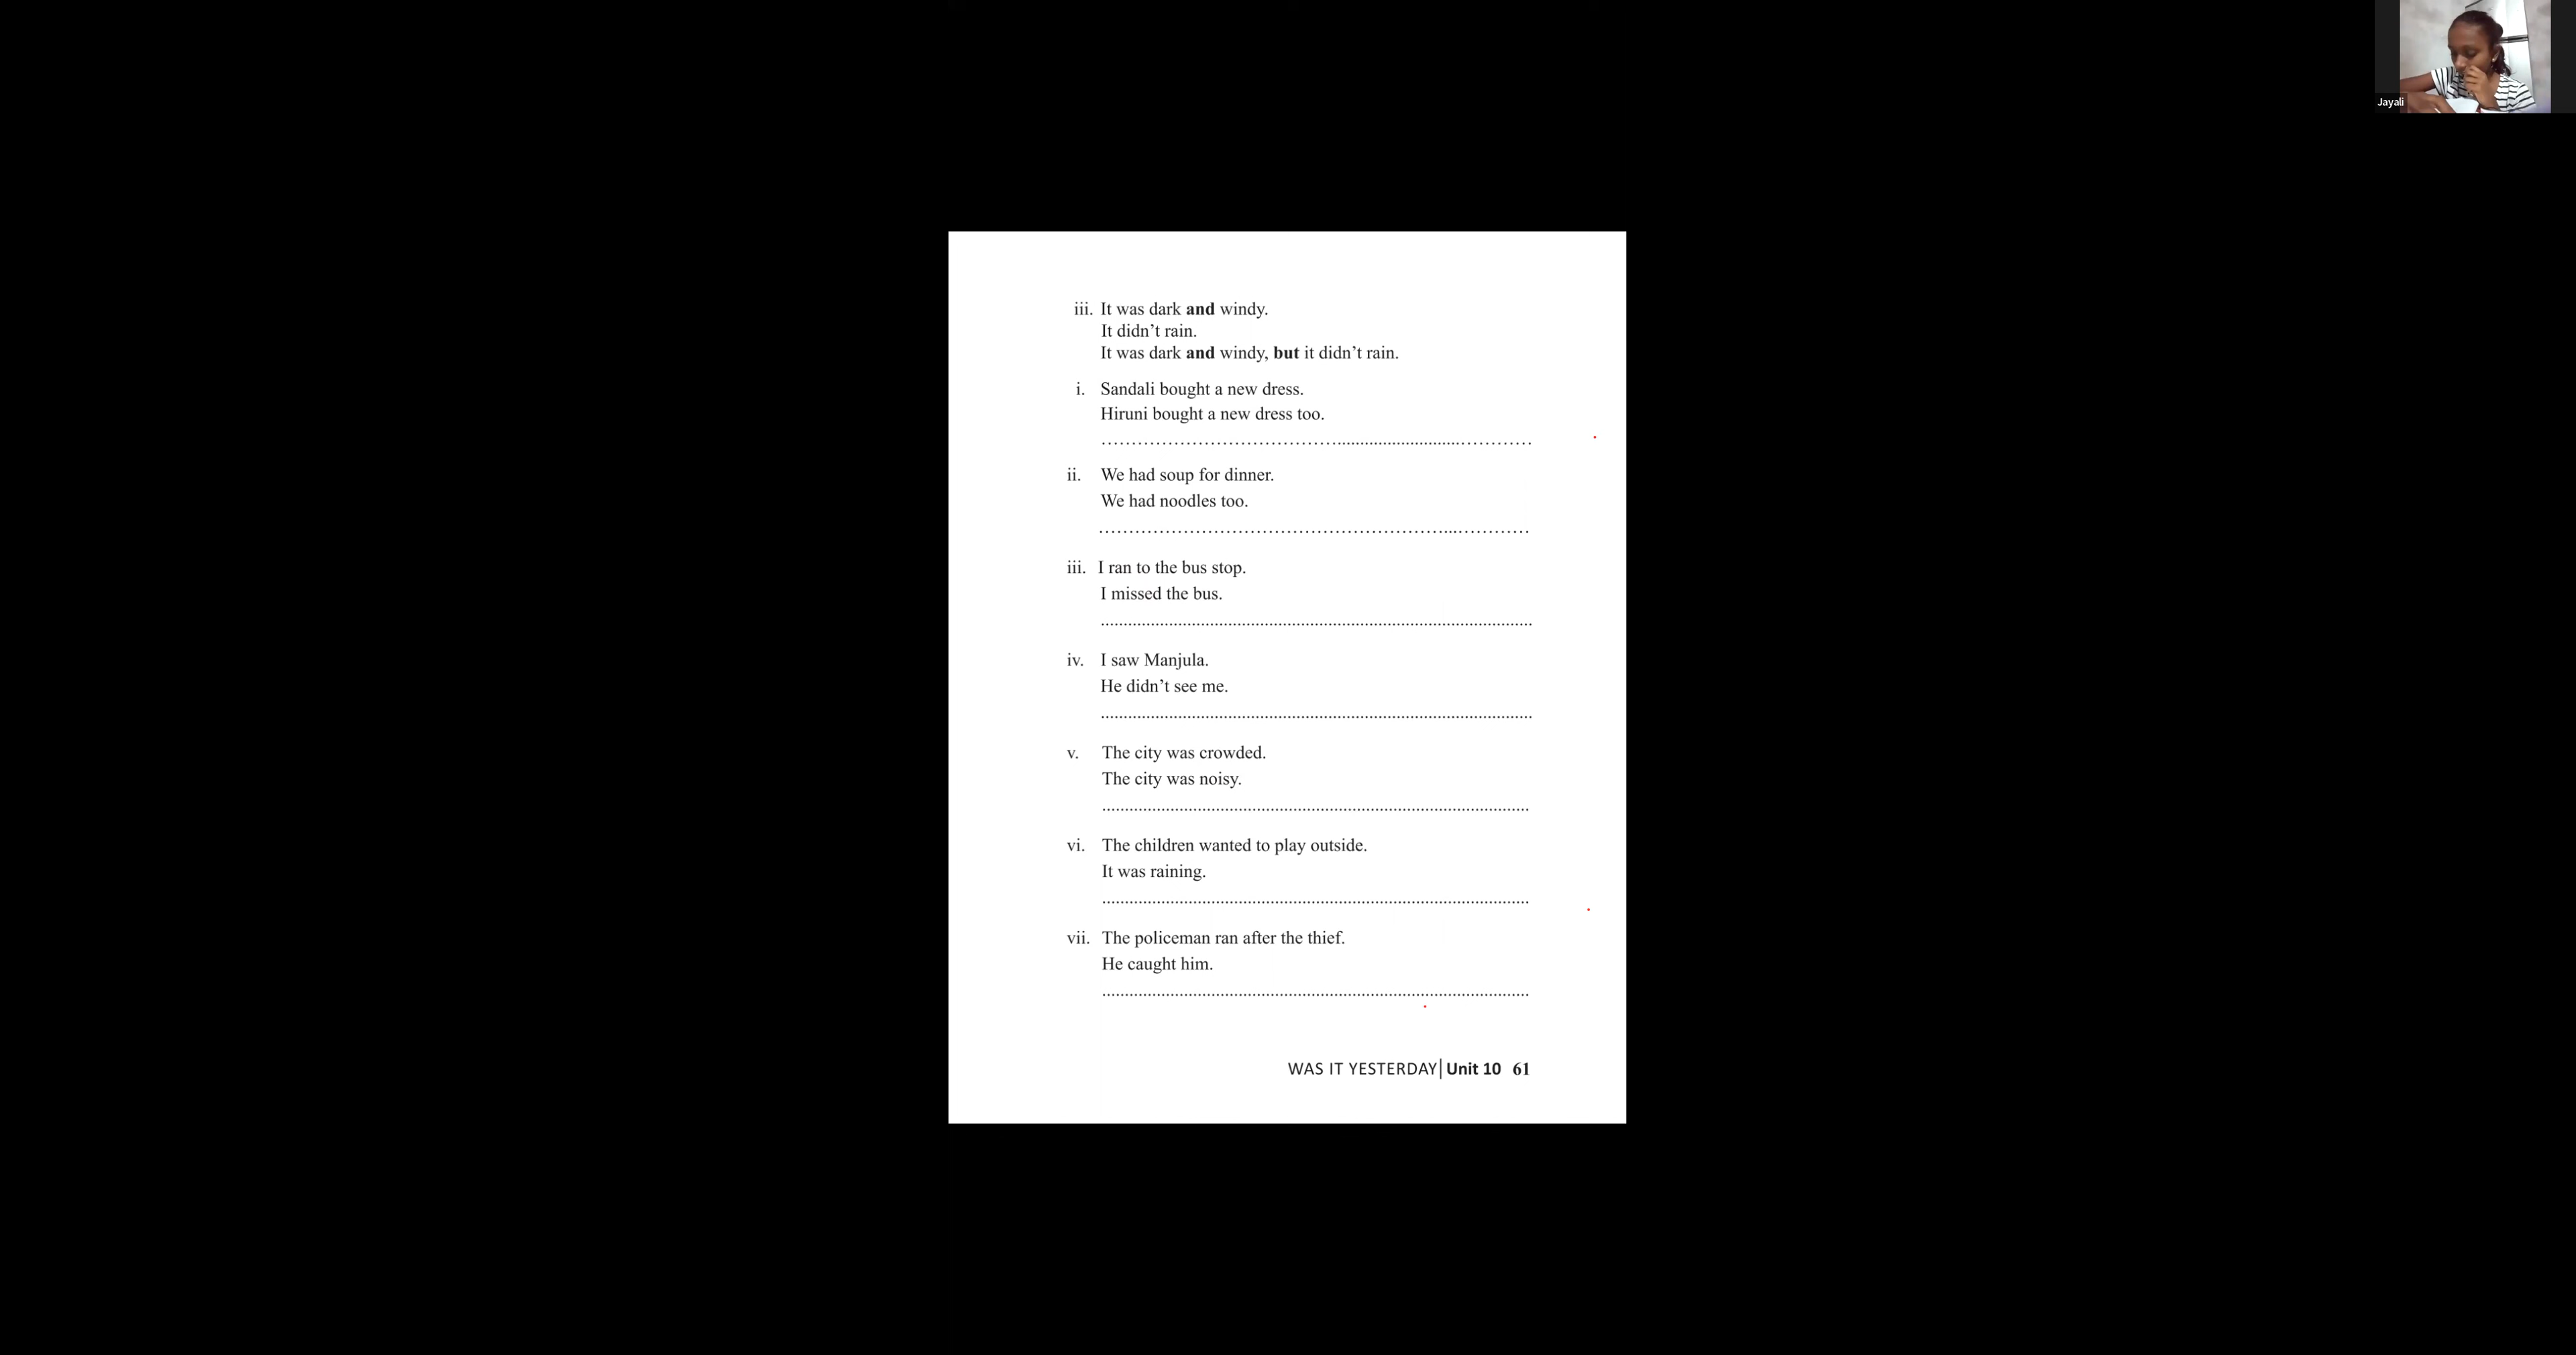 Jayali
iii. It was dark and windy.
It didn’t rain.
It was dark and windy, but it didn’t rain.
i. Sandali bought a new dress.
Hiruni bought a new dress too.
ii. We had soup for dinner.
We had noodles too.
iii. I ran to the bus stop.
I missed the bus.
iv. I saw Manjula.
He didn’t see me.
v. The city was crowded.
The city was noisy.
vi. The children wanted to play outside.
It was raining.
vii. The policeman ran after the thief.
He caught him.
WAS IT YESTERDAY| Unit 10 61